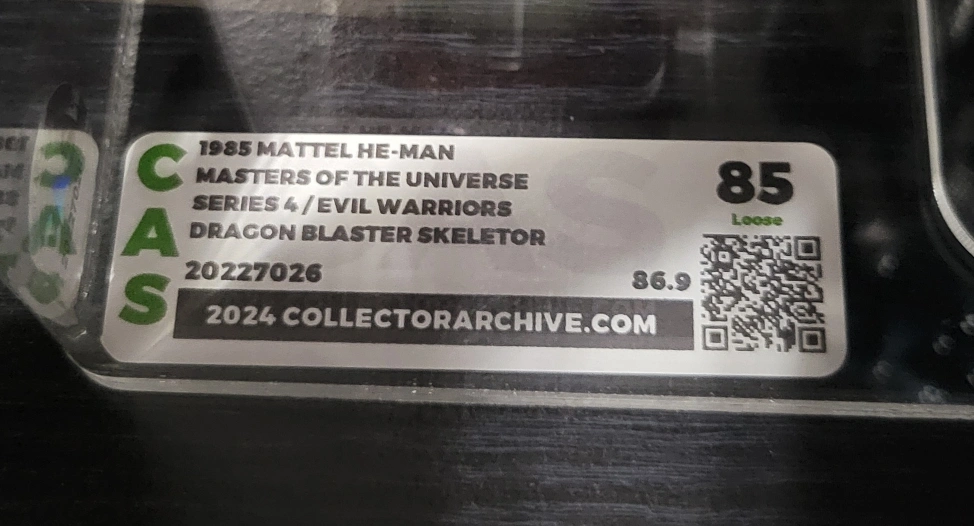 CAS
1985 MATTEL HE-MAN
MASTERS OF THE UNIVERSE
SERIES 4 / EVIL WARRIORS
DRAGON BLASTER SKELETOR
20227026
86.9
2024 COLLECTORARCHIVE.COM
85
Loose